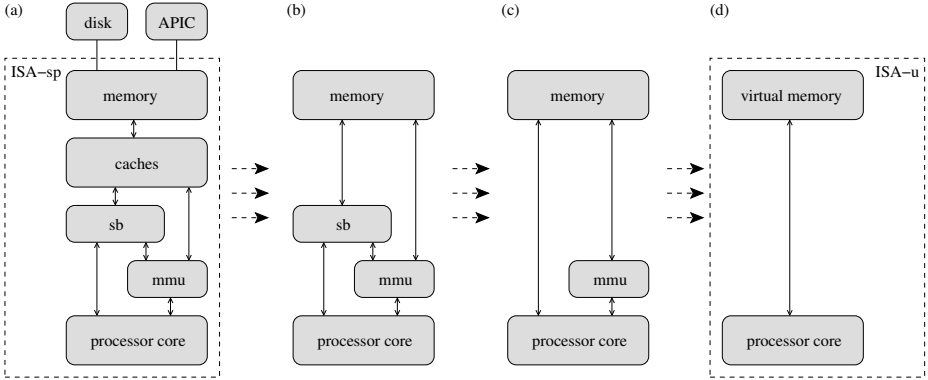 (a) (b) (c) (d)
disk APIC
ISA−sp ISA−u
memory memory memory virtual memory
caches
sb sb
mmu mmu mmu
processor core processor core processor core processor core